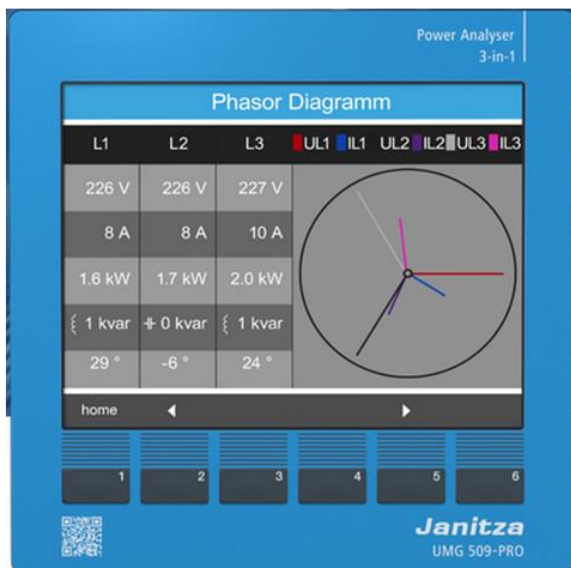 Power Analyser
3-in-1
Phasor Diagramm
L1 L2 L3 UL1 IL1 UL2 IL2 UL3 IL3
226 V 226 V 227 V
8 A 8 A 10 A
1.6 kW 1.7 kW 2.0 kW
1 kvar 0 kvar 1 kvar
29 ° -6 ° 24 °
home
1 2 3 4 5 6
Janitza
UMG 509-PRO